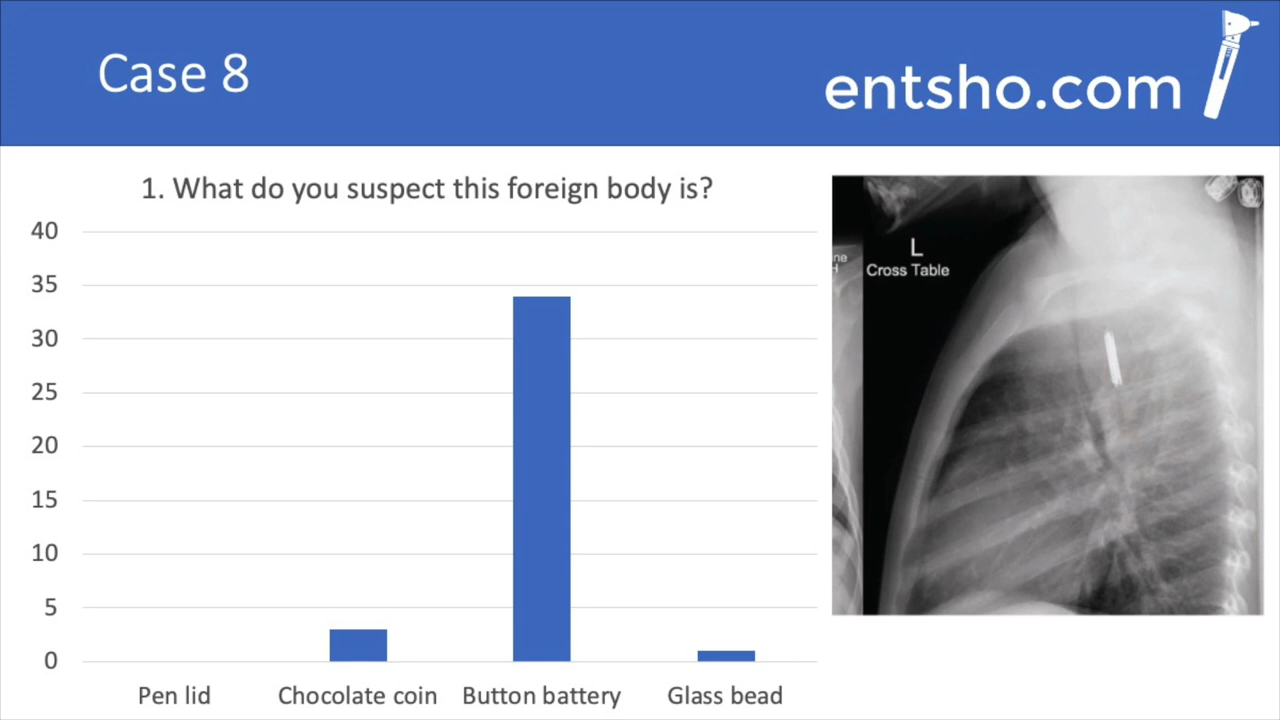 Case 8
entsho.com
1. What do you suspect this foreign body is?
40
35
30
25
20
15
10
5
0
Pen lid
Chocolate coin
Button battery
Glass bead
L
Cross Table
ne
H